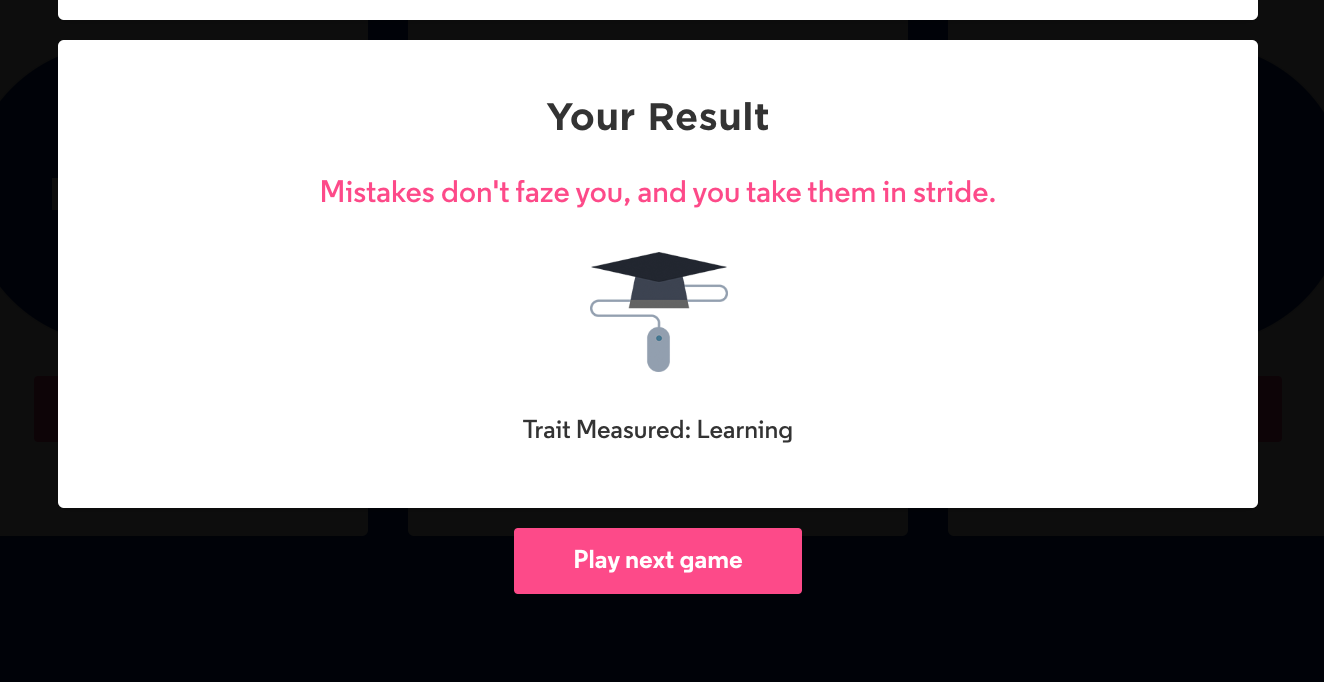 Your Result
Mistakes don't faze you, and you take them in stride.
Trait Measured: Learning
Play next game